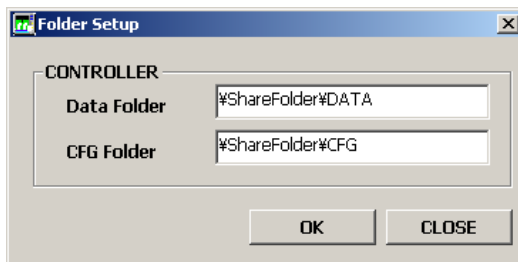 Folder Setup
CONTROLLER
Data Folder ¥ShareFolder¥DATA
CFG Folder ¥ShareFolder¥CFG
OK CLOSE